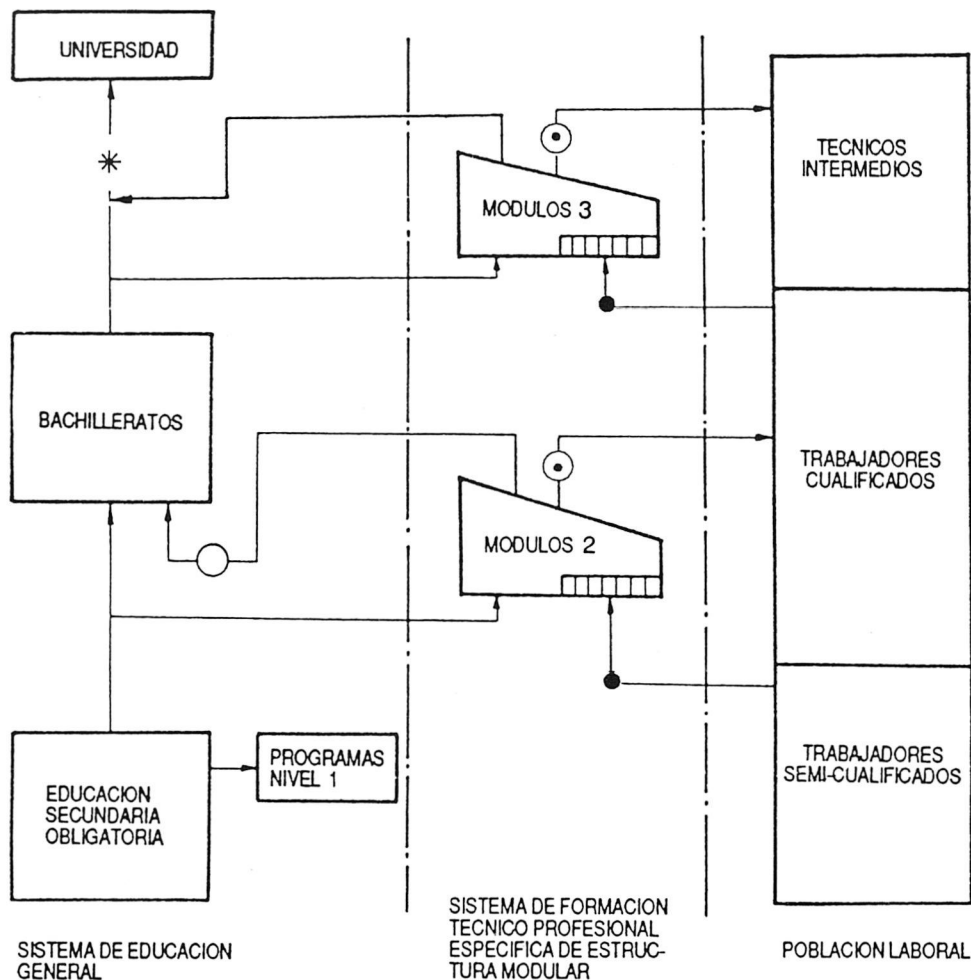 UNIVERSIDAD
TECNICOS
INTERMEDIOS
MODULOS 3
BACHILLERATOS
TRABAJADORES
CUALIFICADOS
MODULOS 2
PROGRAMAS
NIVEL 1
TRABAJADORES
SEMI-CUALIFICADOS
EDUCACION
SECUNDARIA
OBLIGATORIA
SISTEMA DE EDUCACION
GENERAL
SISTEMA DE FORMACION
TECNICO PROFESIONAL
ESPECIFICA DE ESTRUC-
TURA MODULAR
POBLACION LABORAL